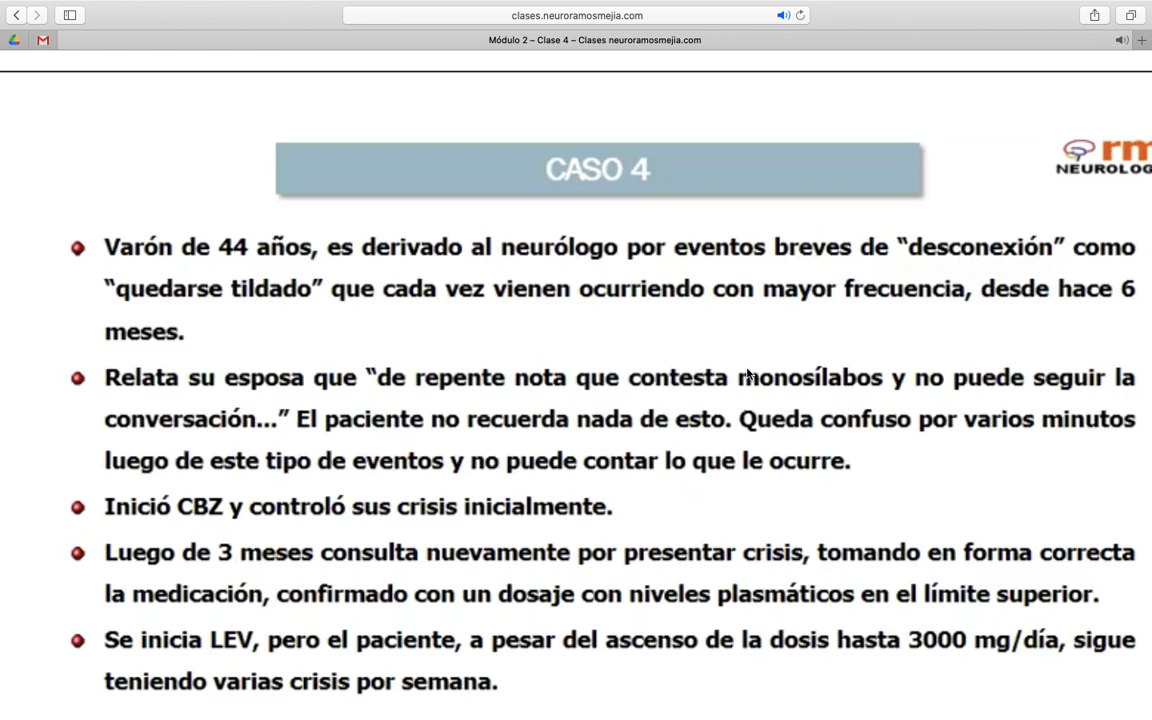 clases.neuroramosmejia.com
Módulo 2 – Clase 4 – Clases neuroramosmejia.com
CASO 4
rm
NEUROLOG
Varón de 44 años, es derivado al neurólogo por eventos breves de “desconexión” como
“quedarse tildado” que cada vez vienen ocurriendo con mayor frecuencia, desde hace 6
meses.
Relata su esposa que “de repente nota que contesta monosílabos y no puede seguir la
conversación...” El paciente no recuerda nada de esto. Queda confuso por varios minutos
luego de este tipo de eventos y no puede contar lo que le ocurre.
Inició CBZ y controló sus crisis inicialmente.
Luego de 3 meses consulta nuevamente por presentar crisis, tomando en forma correcta
la medicación, confirmado con un dosaje con niveles plasmáticos en el límite superior.
Se inicia LEV, pero el paciente, a pesar del ascenso de la dosis hasta 3000 mg/día, sigue
teniendo varias crisis por semana.